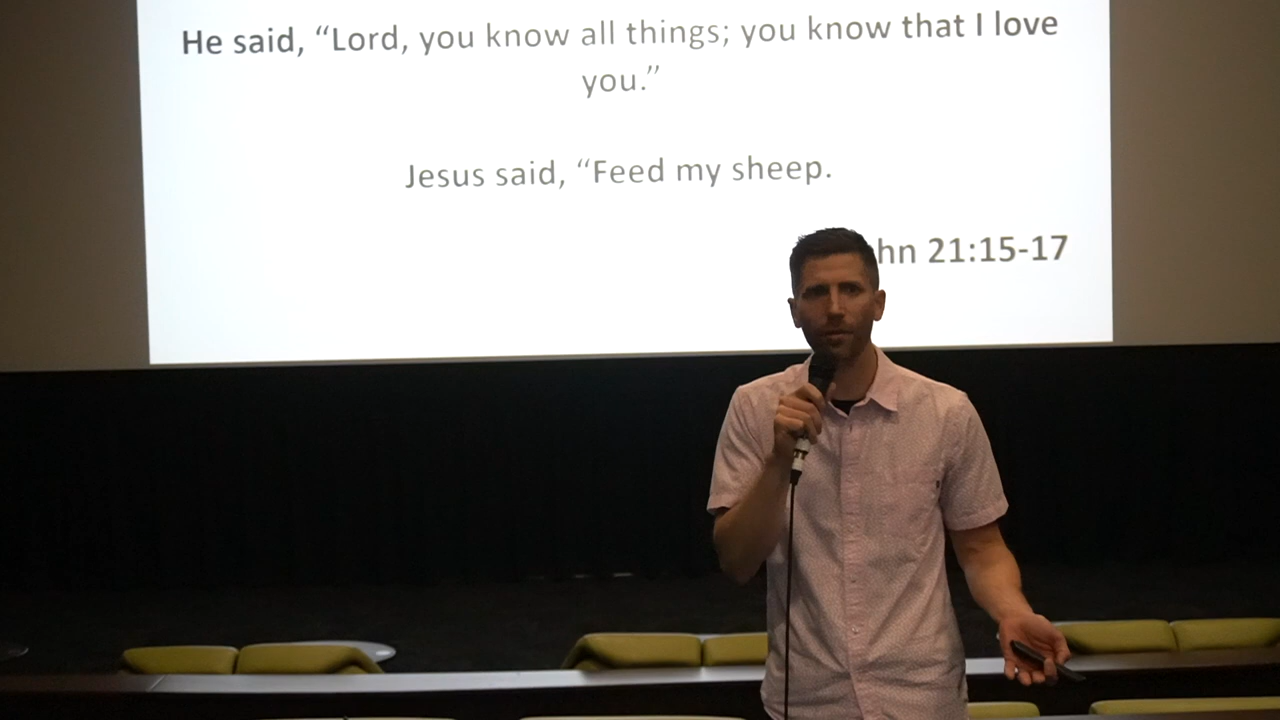 He said, “Lord, you know all things; you know that I love
you.”
Jesus said, “Feed my sheep.
hn 21:15-17